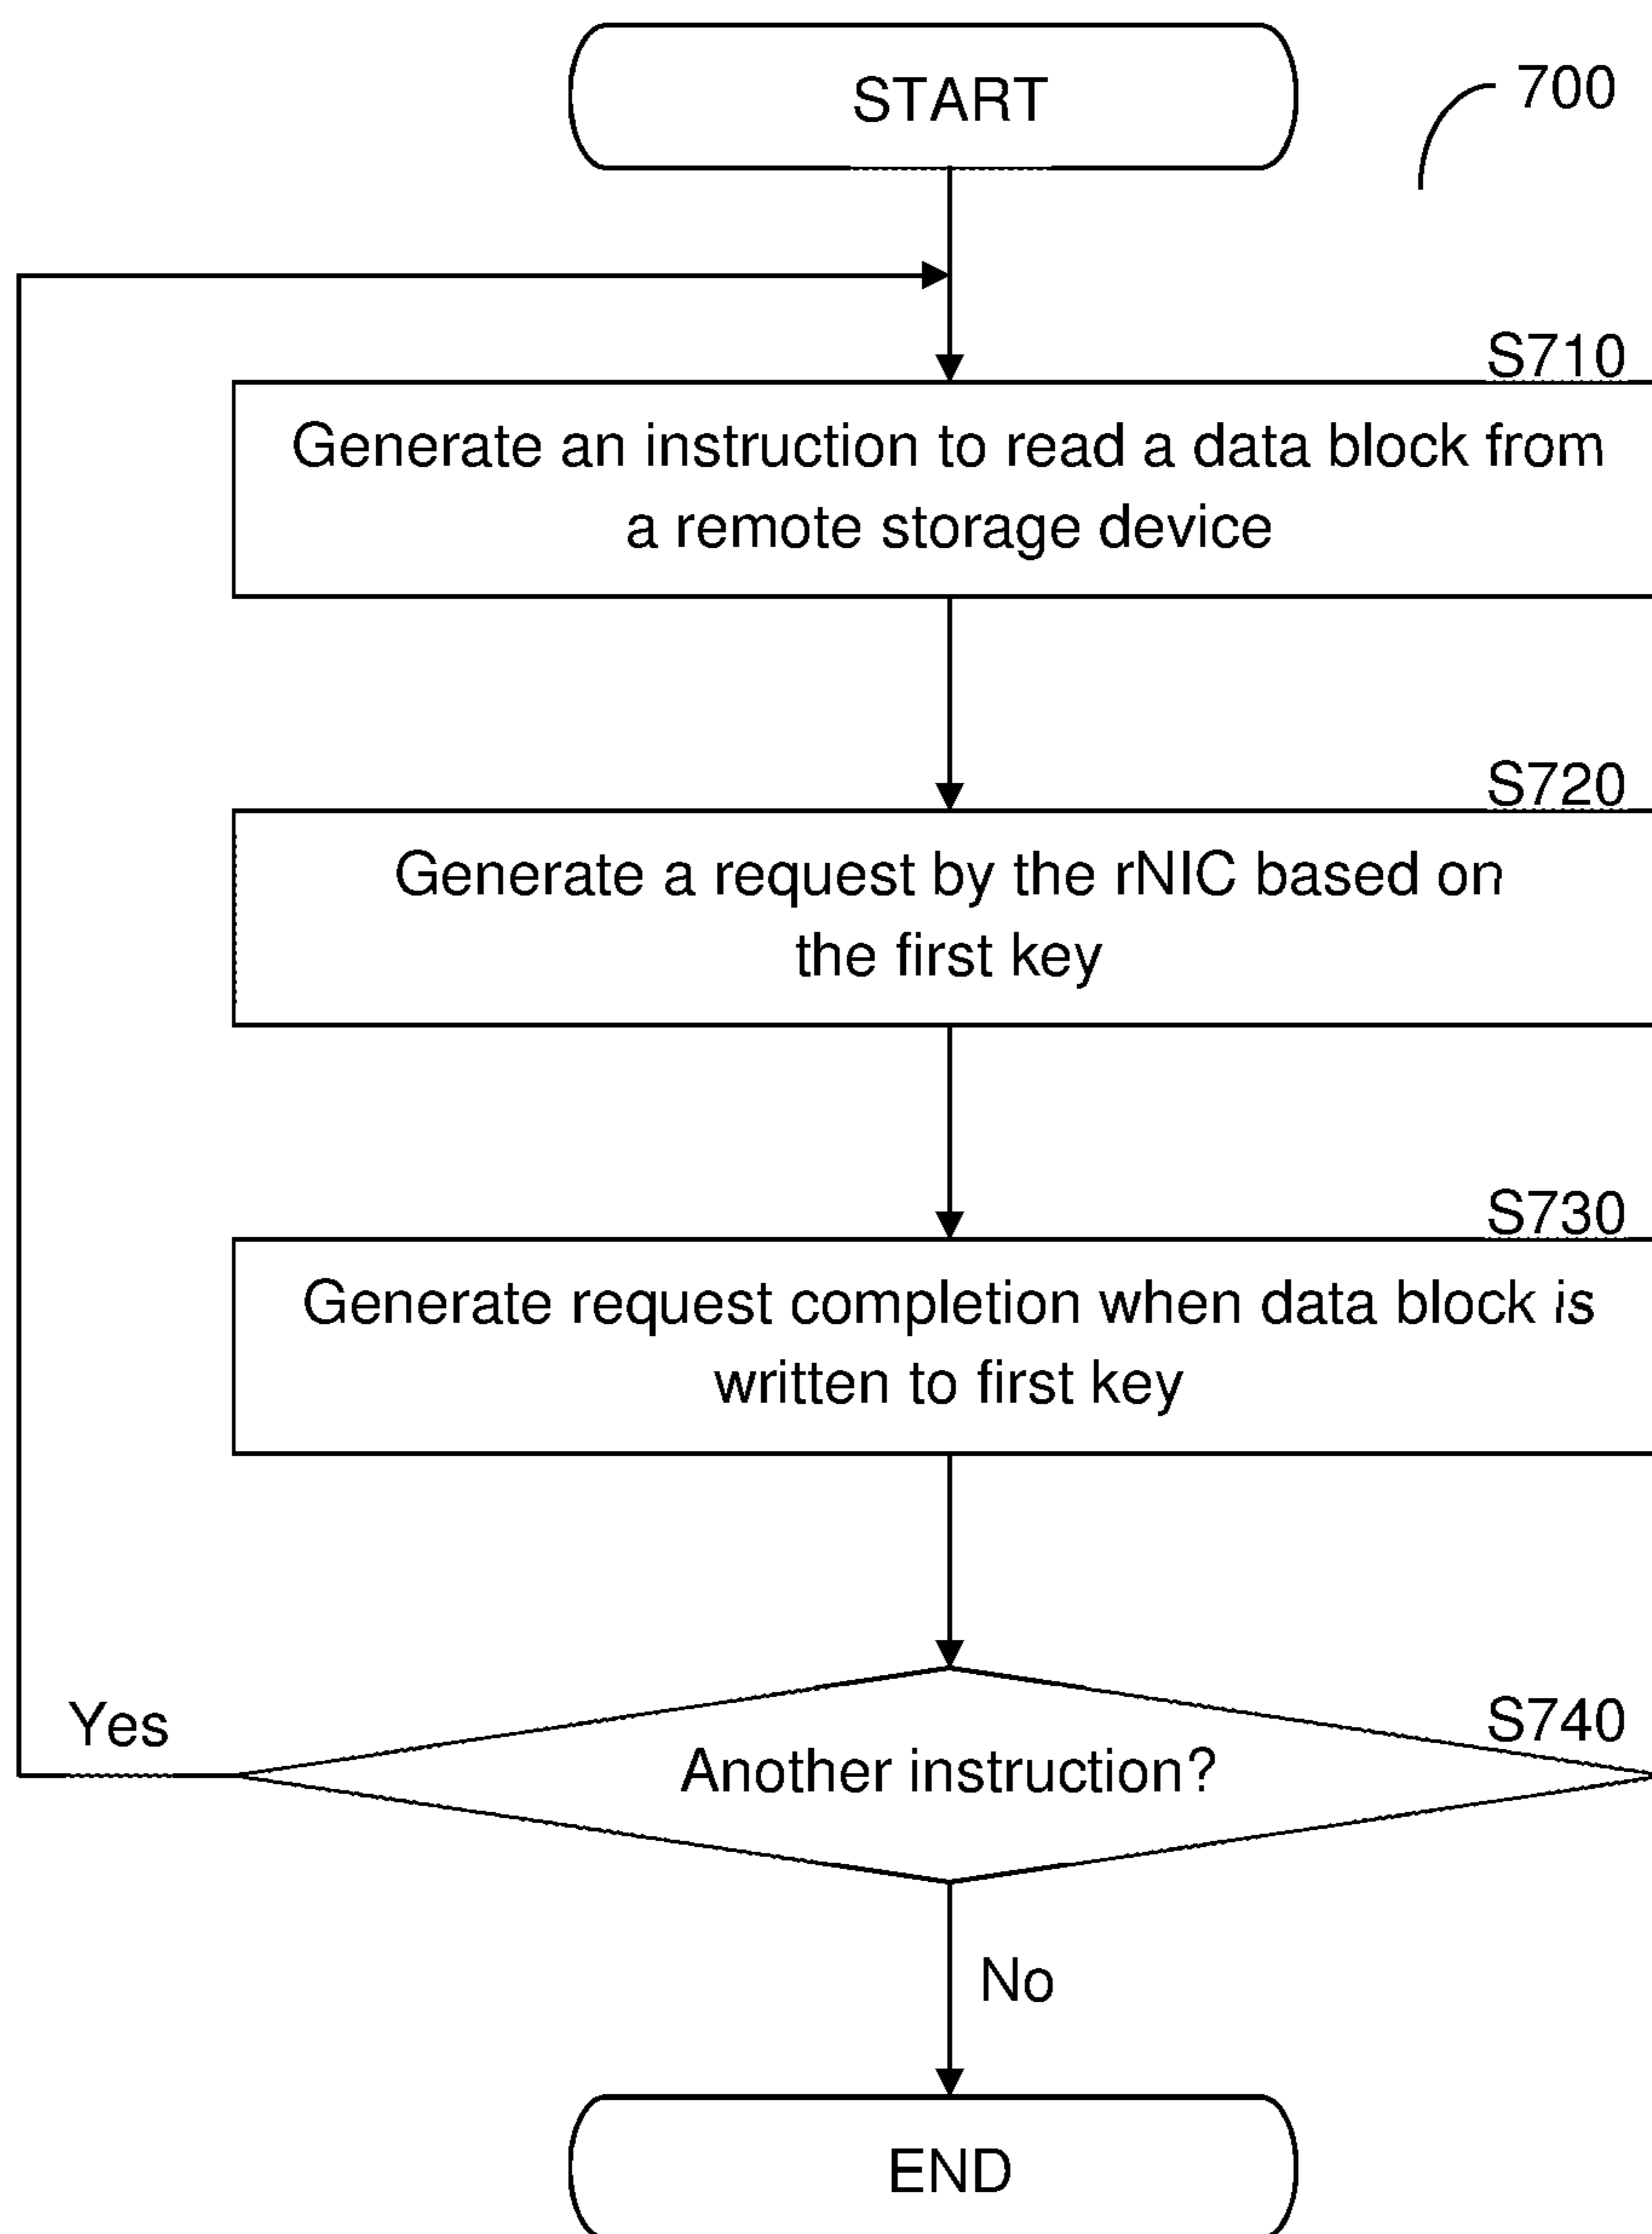 START
700
S710
Generate an instruction to read a data block from
a remote storage device
S720
Generate a request by the rNIC based on
the first key
S730
Generate request completion when data block is
written to first key
S740
Yes
Another instruction?
No
END